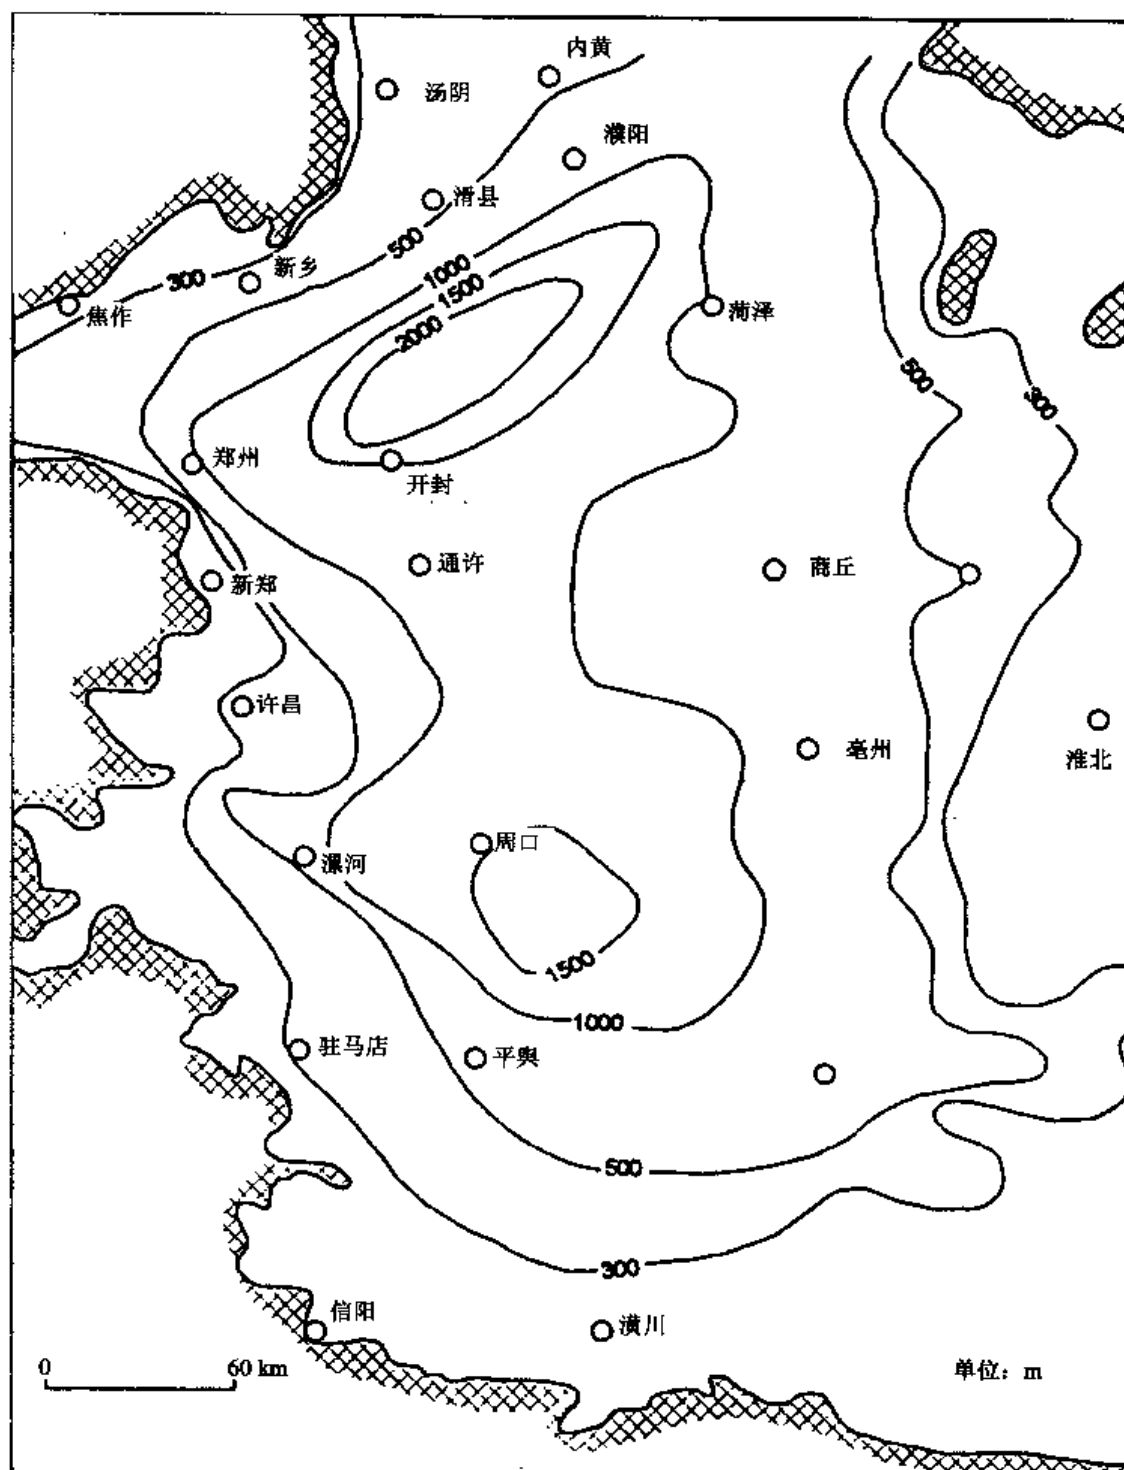 内黄
汤阴
濮阳
滑县
500
1000
新乡
300
1500
菏泽
焦作
2000
500
300
郑州
开封
通许
商丘
新郑
许昌
亳州
淮北
周口
漯河
1500
1000
驻马店
平舆
500
300
信阳
潢川
0
60 km
单位：m